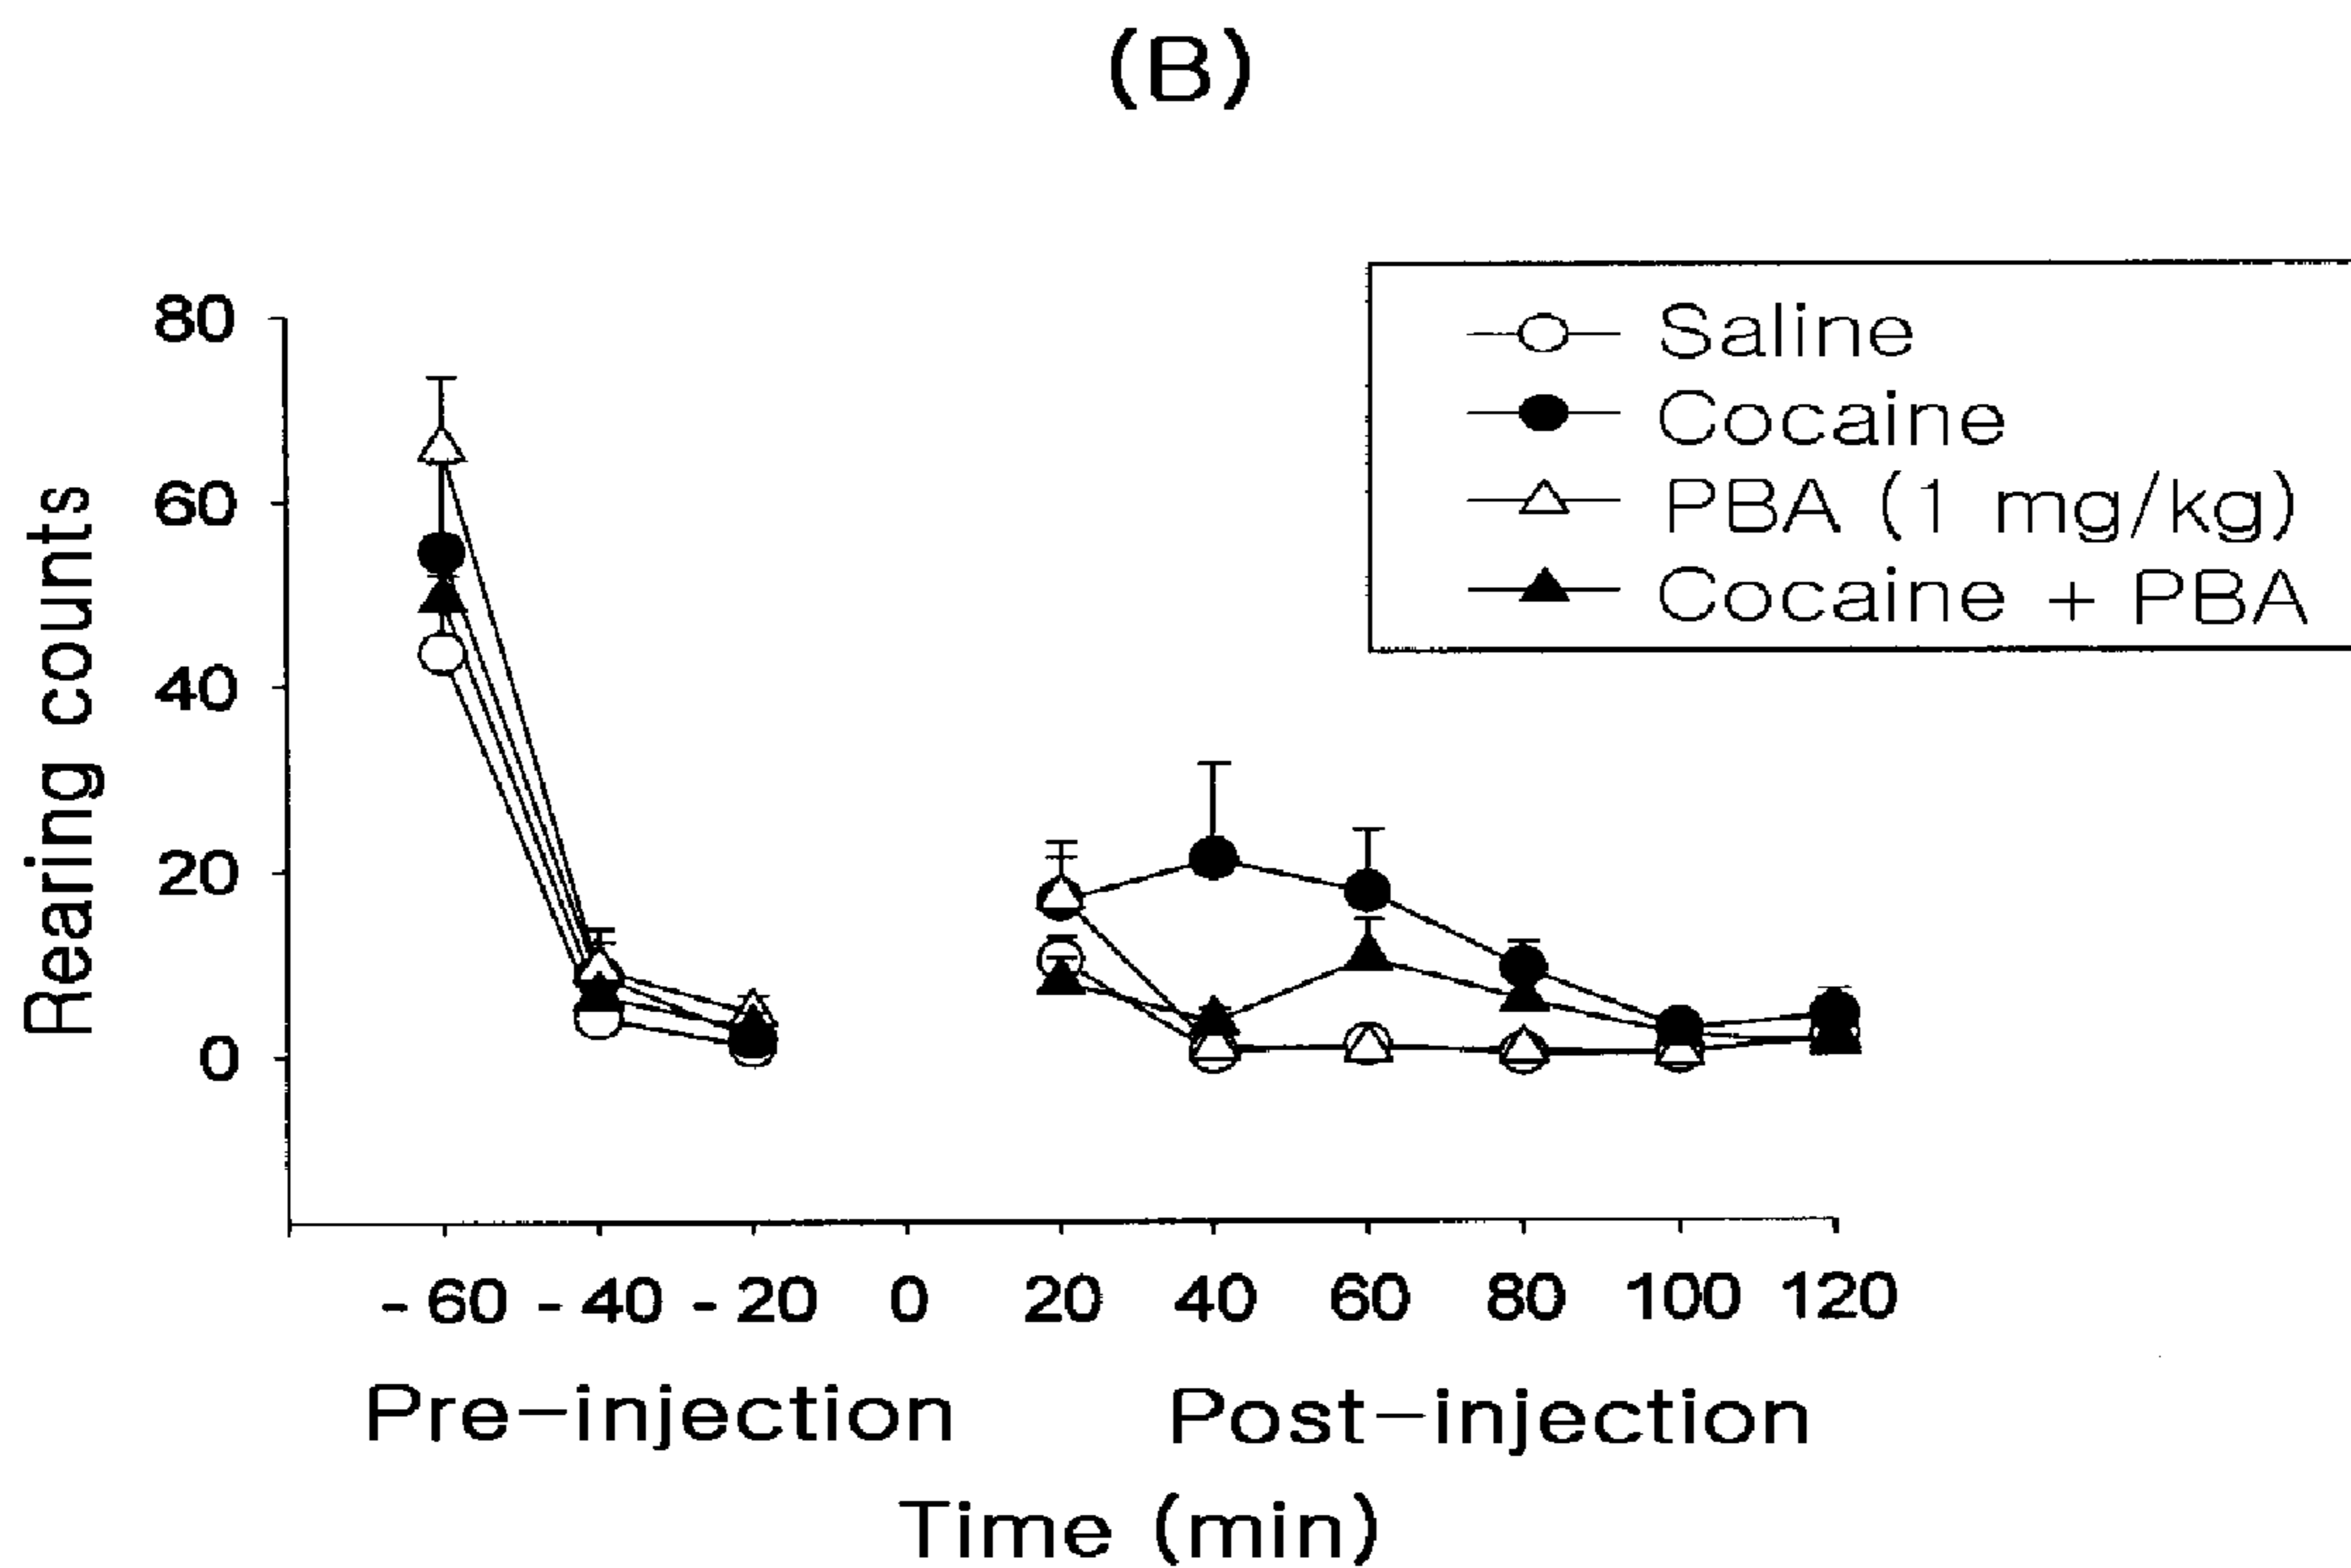 (B)
80
60
40
20
0
Rearing counts
Saline
Cocaine
PBA (1 mg/kg)
Cocaine + PBA
- 60 - 40 - 20 0 20 40 60 80 100 120
Pre-injection Post-injection
Time (min)